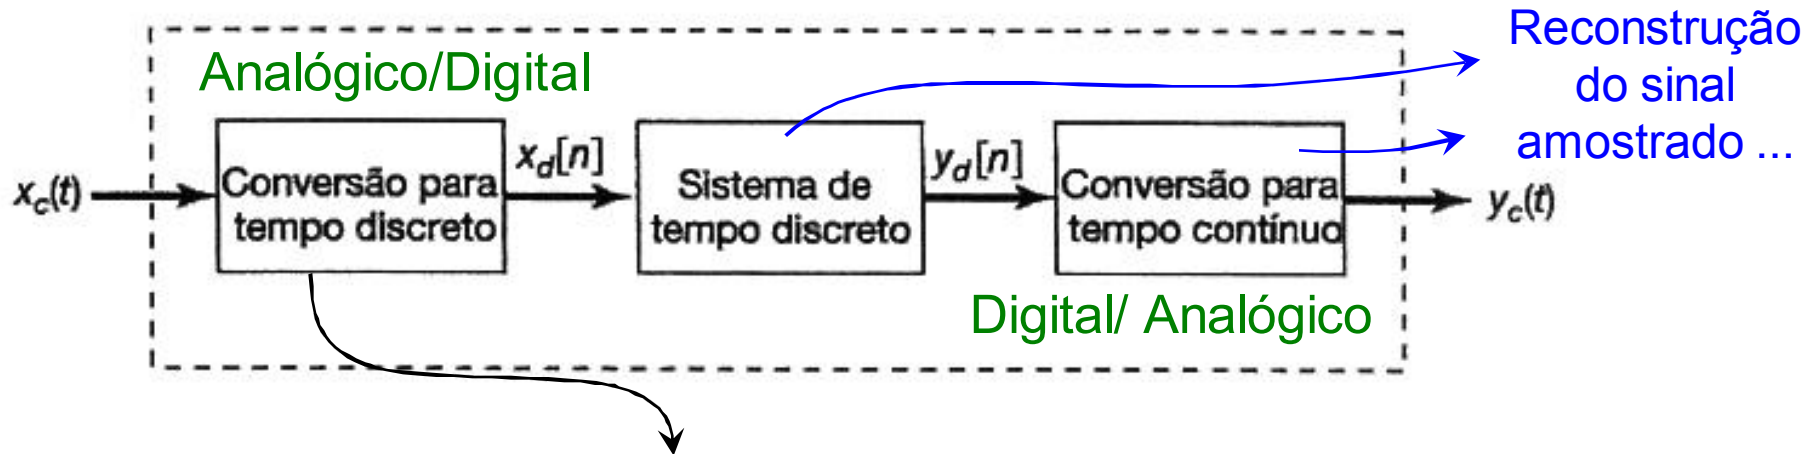 Reconstrução
do sinal
amostrado ...
Analógico/Digital
x_c(t)
Conversão para
tempo discreto
x_d[n]
Sistema de
tempo discreto
y_d[n]
Conversão para
tempo contínuo
y_c(t)
Digital/ Analógico